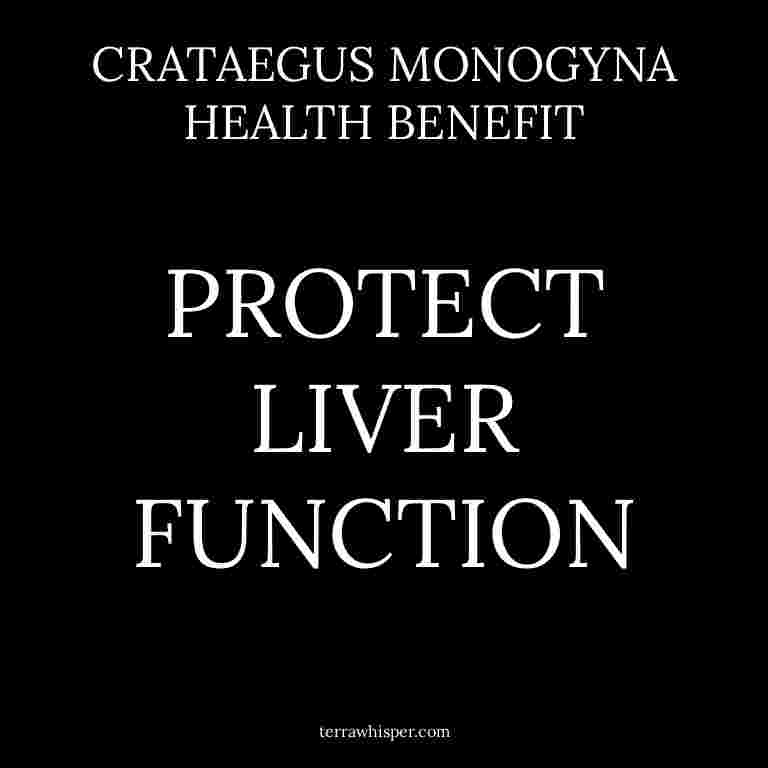 CRATAEGUS MONOGYNA
HEALTH BENEFIT
PROTECT
LIVER
FUNCTION
terrawhisper.com